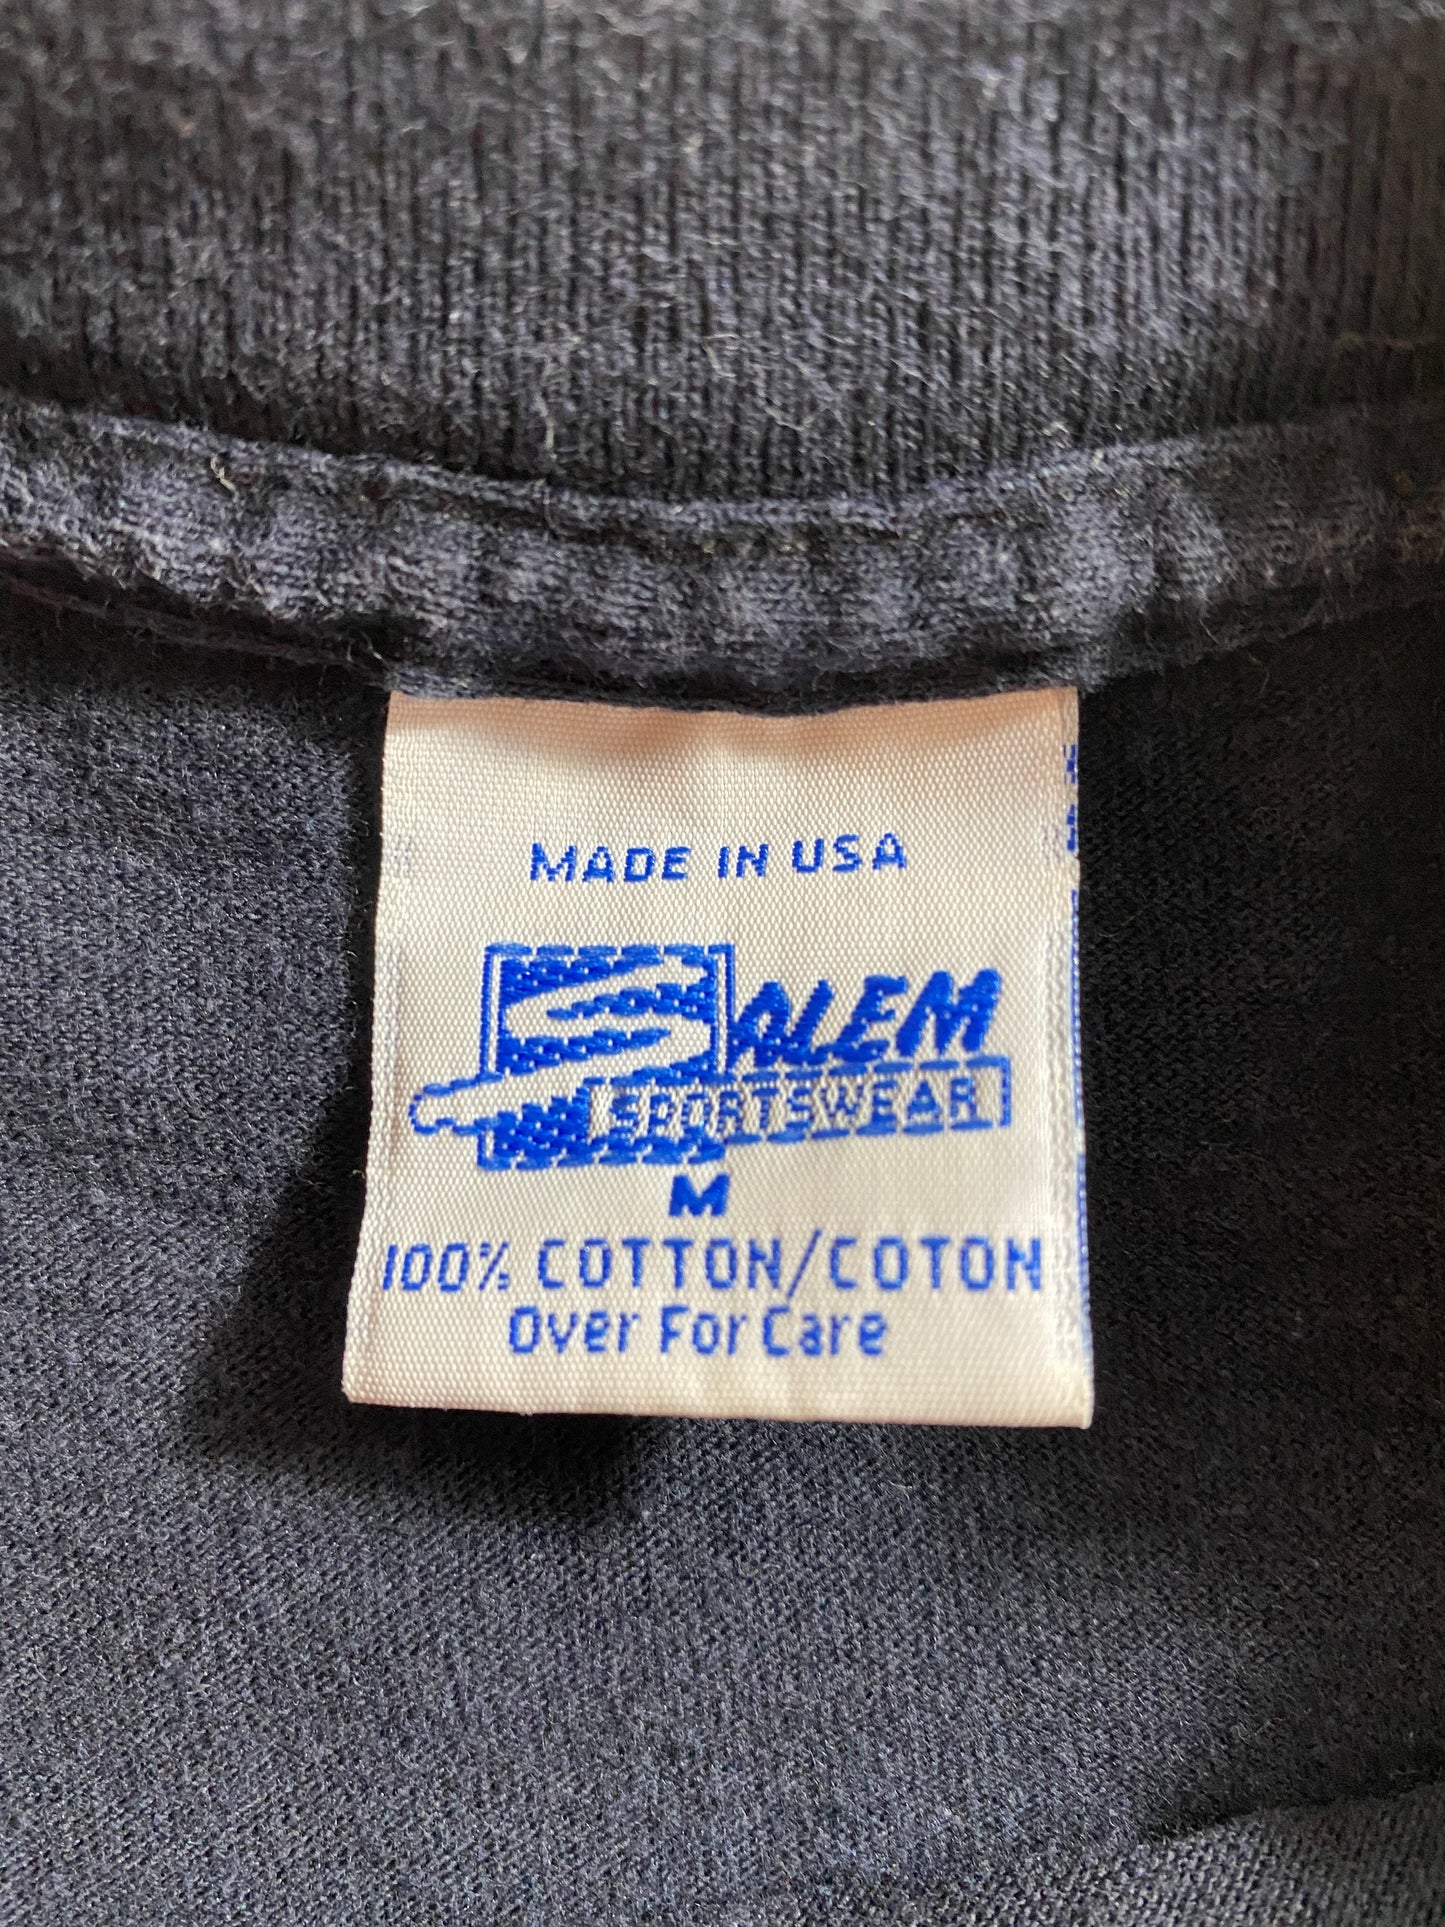 MADE IN USA
SALEM
SPORTSWEAR
M
100% COTTON/COTON
Over For Care